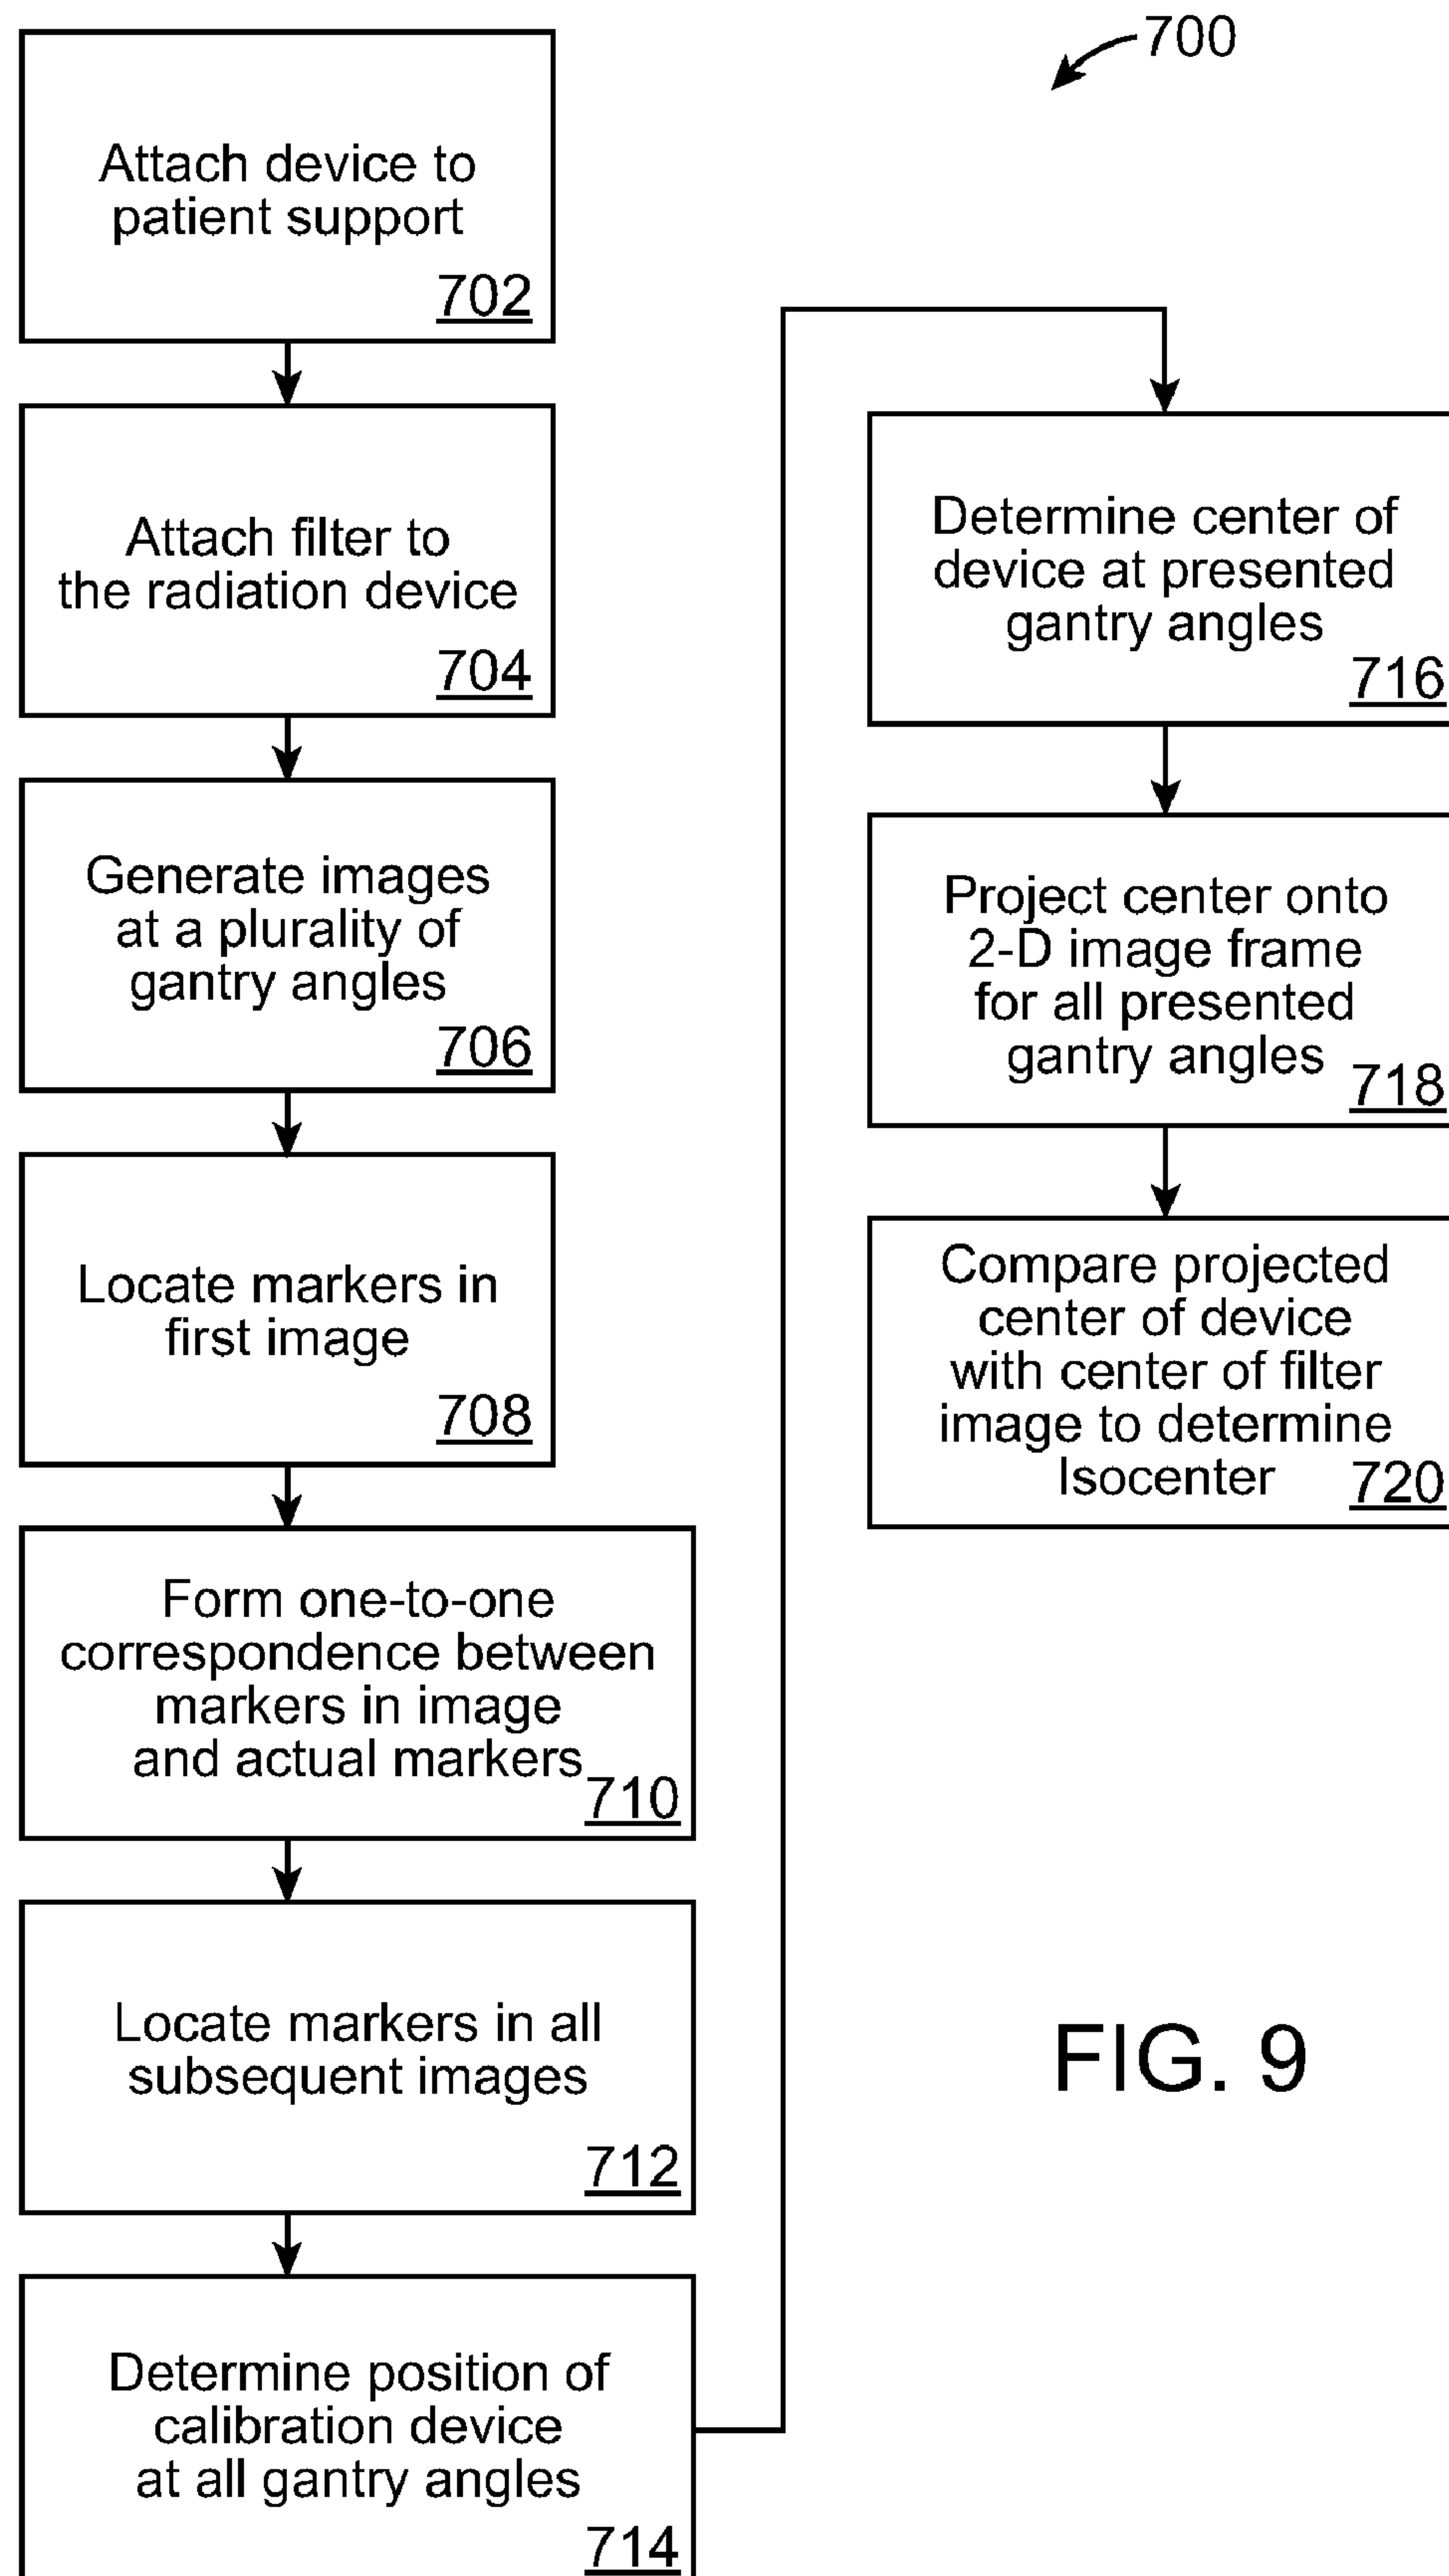 700
Attach device to
patient support
702
Attach filter to
the radiation device
704
Generate images
at a plurality of
gantry angles
706
Locate markers in
first image
708
Form one-to-one
correspondence between
markers in image
and actual markers
710
Locate markers in all
subsequent images
712
Determine position of
calibration device
at all gantry angles
714
Determine center of
device at presented
gantry angles
716
Project center onto
2-D image frame
for all presented
gantry angles
718
Compare projected
center of device
with center of filter
image to determine
Isocenter
720
FIG. 9